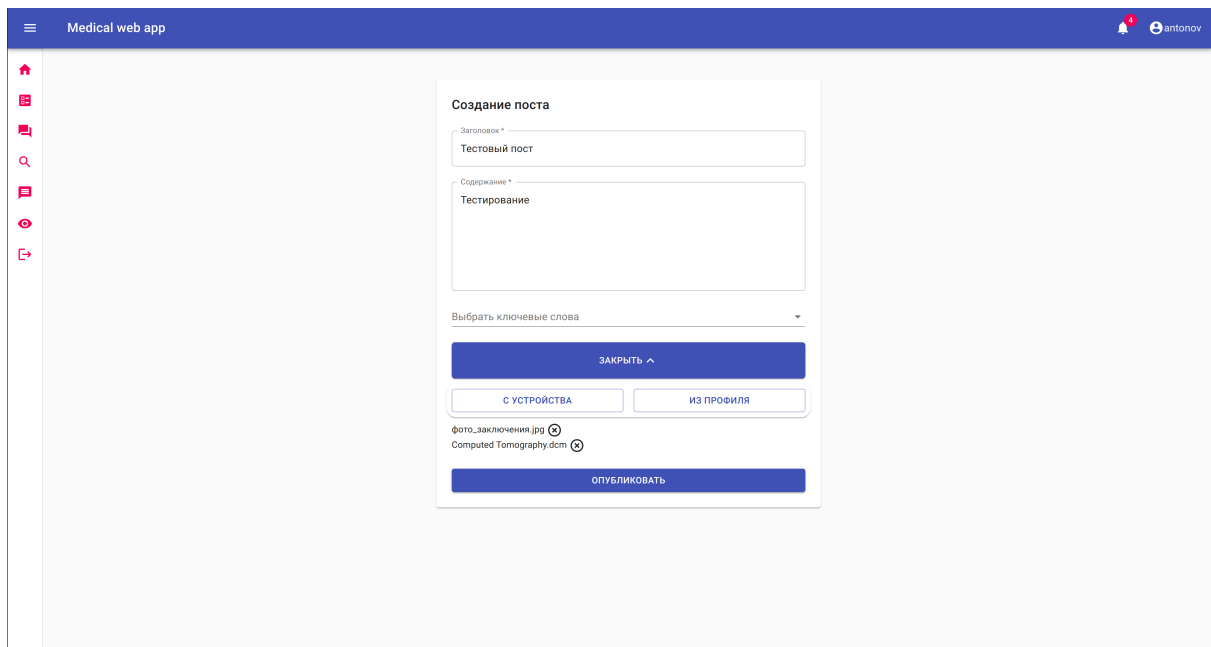 Medical web app
4
antonov
Создание поста
Заголовок *
Тестовый пост
Содержание *
Тестирование
Выбрать ключевые слова
ЗАКРЫТЬ
С УСТРОЙСТВА
ИЗ ПРОФИЛЯ
фото_заключения.jpg
Computed Tomography.dcm
ОПУБЛИКОВАТЬ